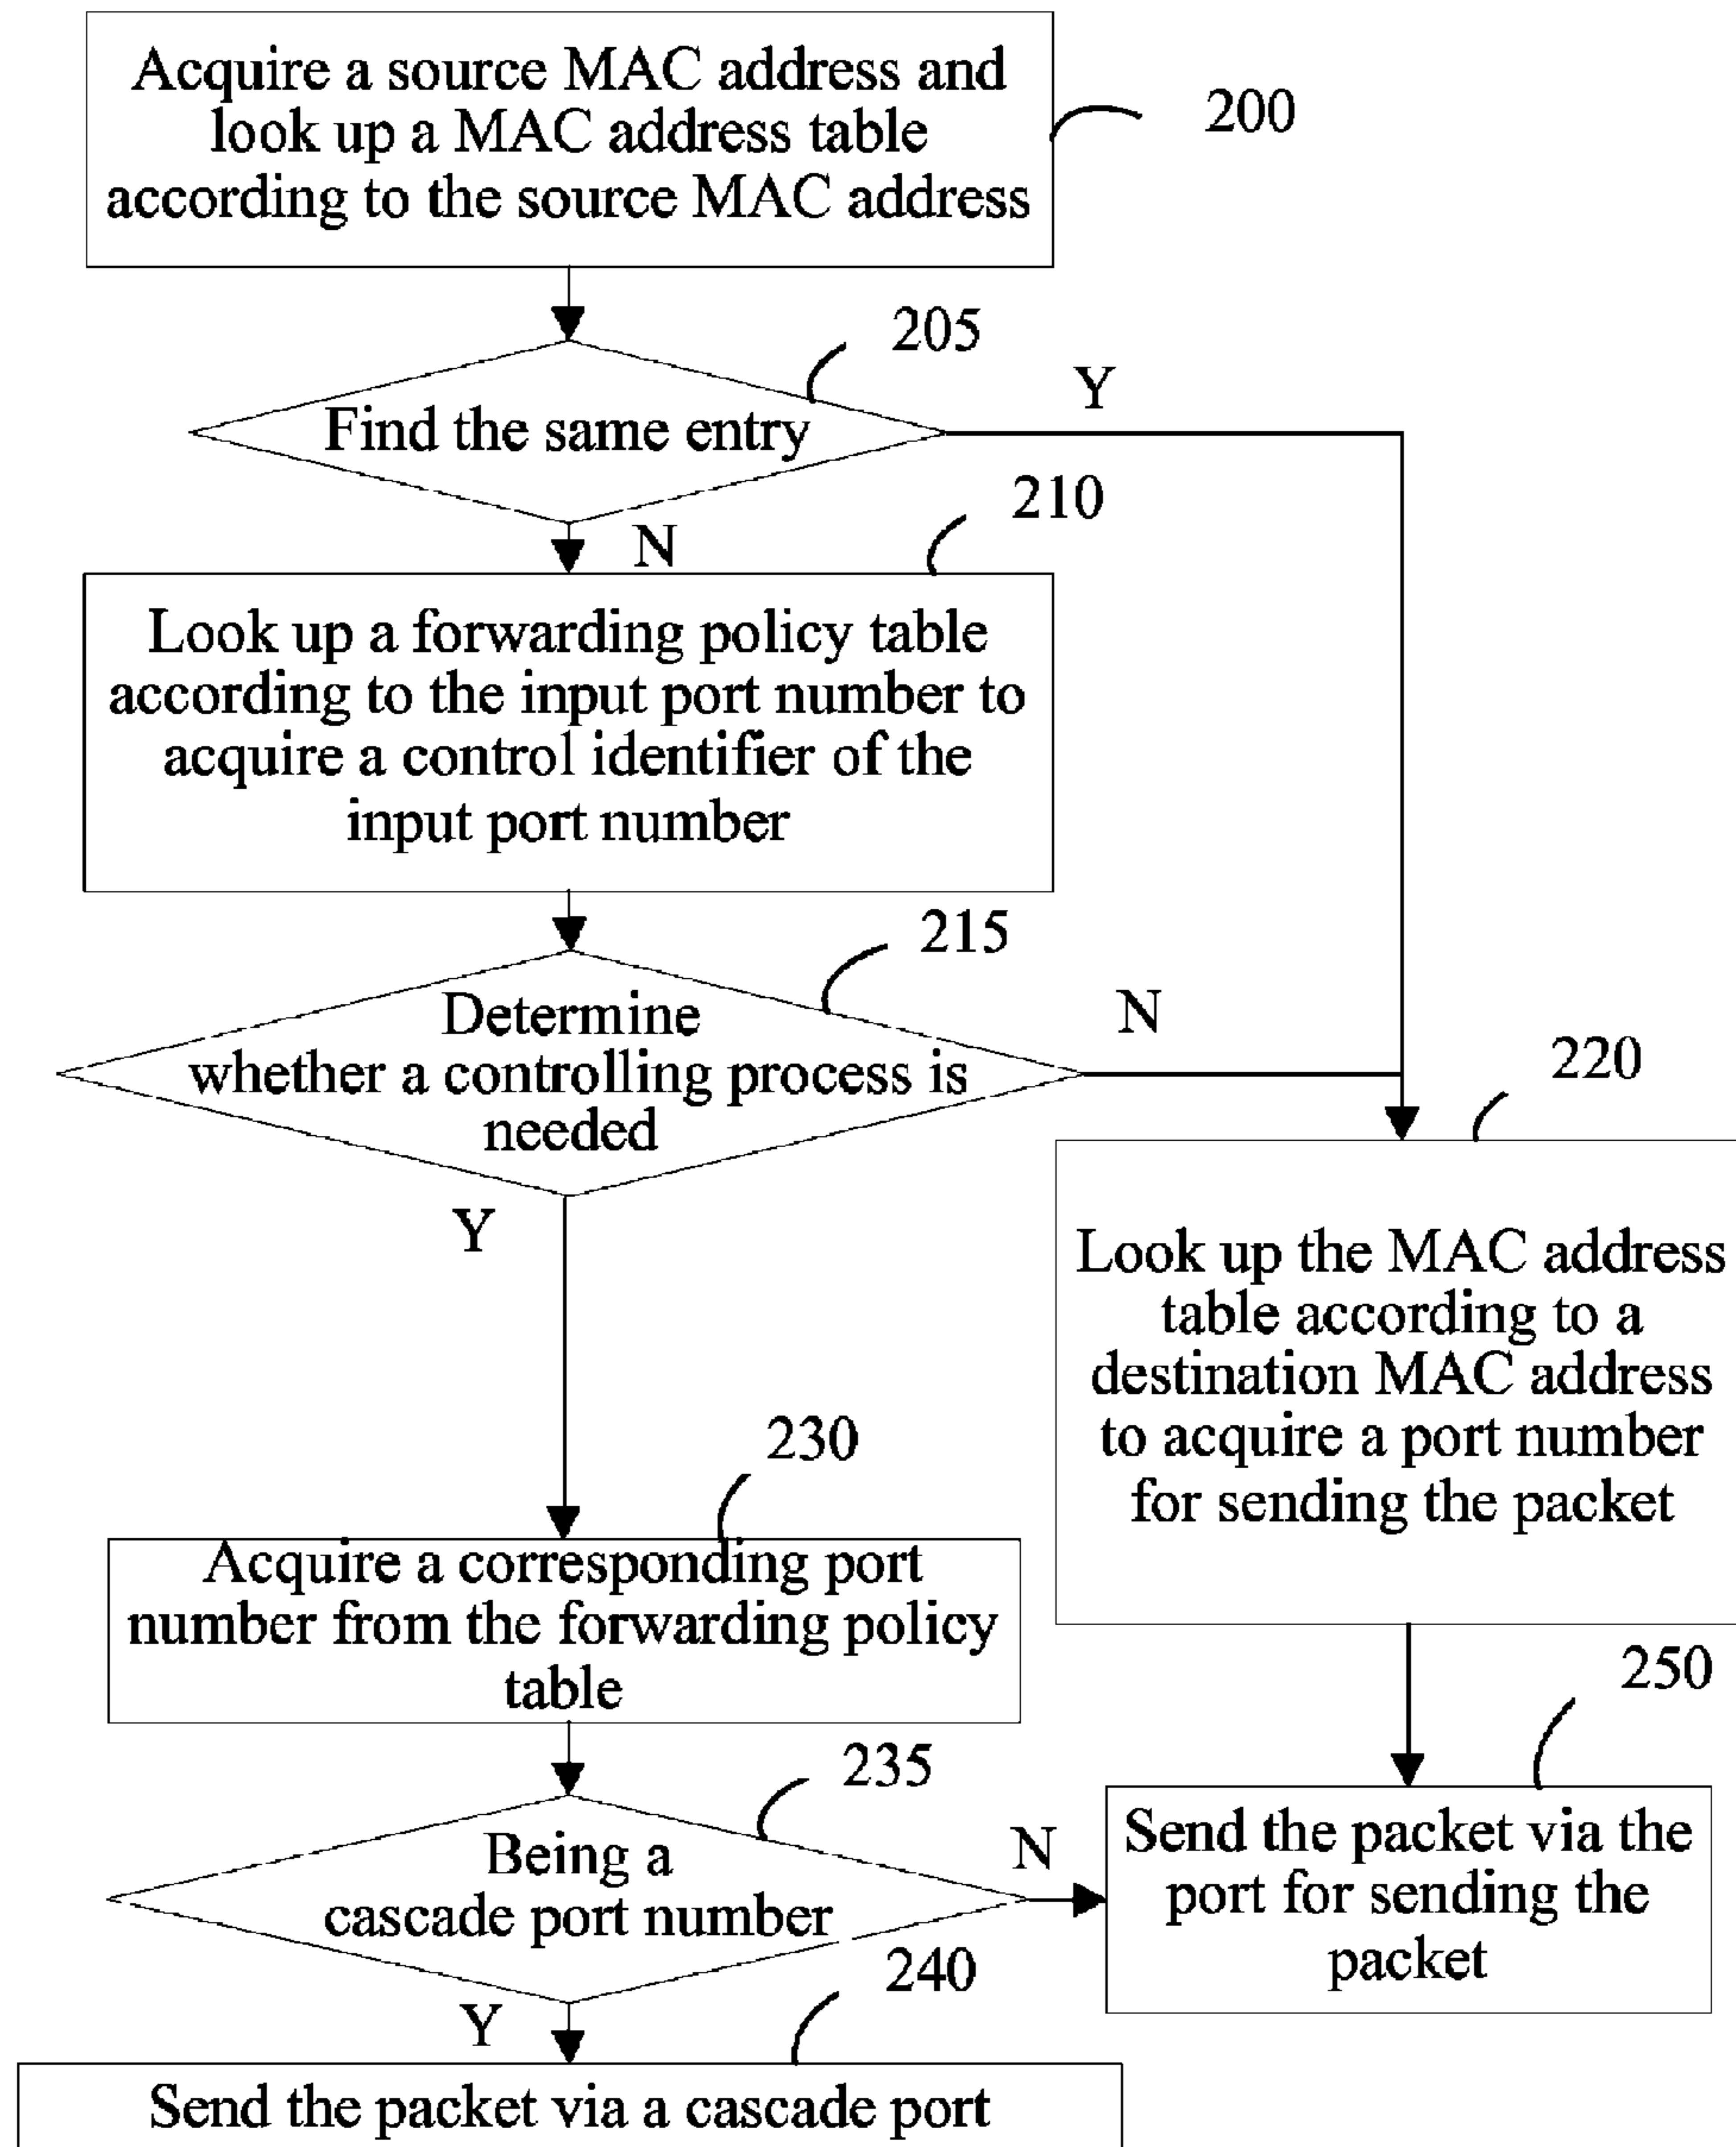 Acquire a source MAC address and
look up a MAC address table
according to the source MAC address
200
205
Find the same entry
Y
N
210
Look up a forwarding policy table
according to the input port number to
acquire a control identifier of the
input port number
215
Determine
whether a controlling process is
needed
N
Y
220
Look up the MAC address
table according to a
destination MAC address
to acquire a port number
for sending the packet
230
Acquire a corresponding port
number from the forwarding policy
table
235
Being a
cascade port number
N
Y
250
Send the packet via the
port for sending the
packet
240
Send the packet via a cascade port